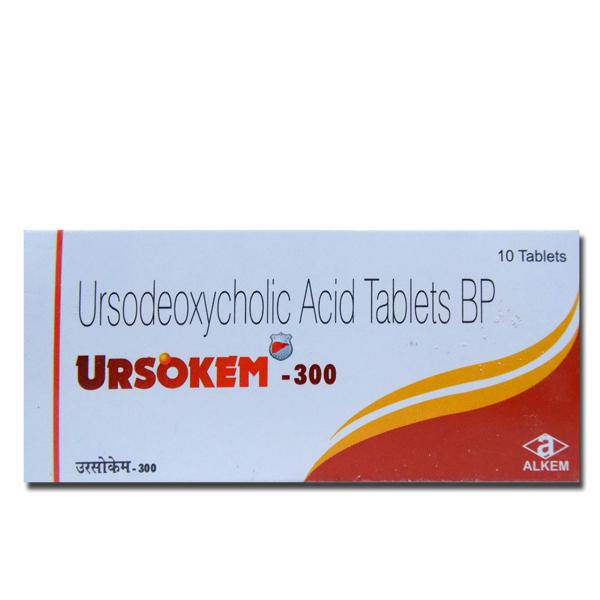 10 Tablets
Ursodeoxycholic Acid Tablets BP
URSOKEM - 300
उरसोकेम - 300
a
ALKEM